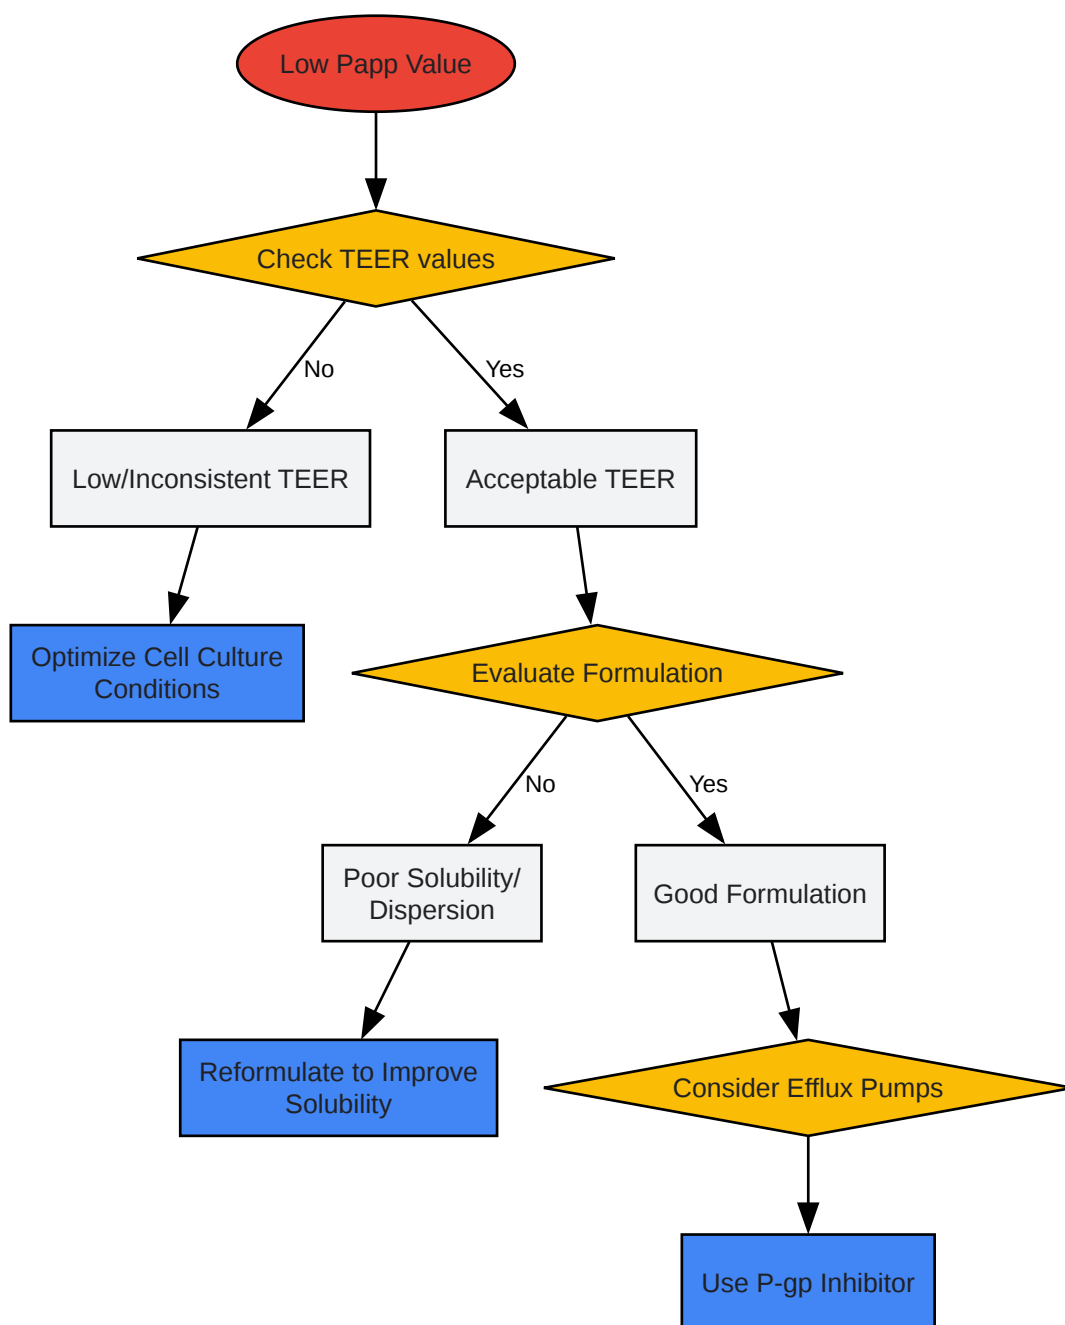 Low Papp Value
Check TEER values
No
Yes
Low/Inconsistent TEER
Acceptable TEER
Optimize Cell Culture
Conditions
Evaluate Formulation
No
Yes
Poor Solubility/
Dispersion
Good Formulation
Reformulate to Improve
Solubility
Consider Efflux Pumps
Use P-gp Inhibitor